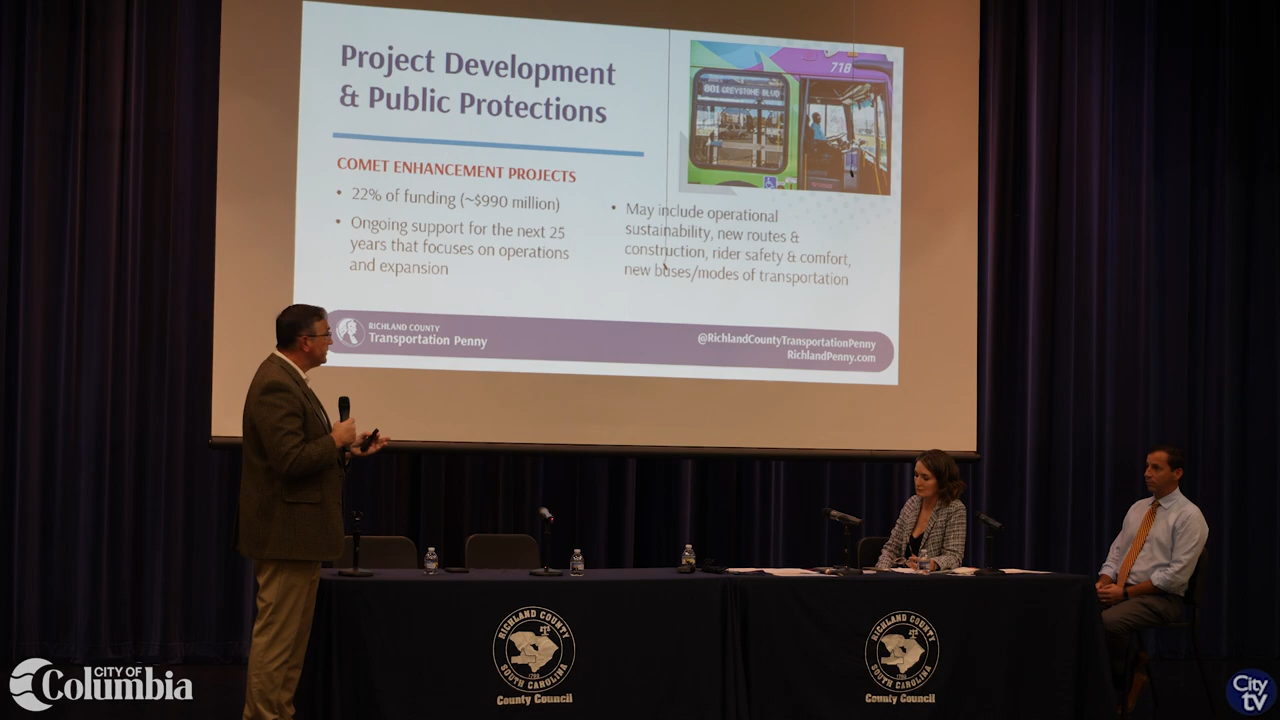 Project Development
& Public Protections
COMET ENHANCEMENT PROJECTS
• 22% of funding (~$990 million)
• Ongoing support for the next 25
years that focuses on operations
and expansion
718
801 GREYSTONE BLVD
• May include operational
sustainability, new routes &
construction, rider safety & comfort,
new buses/modes of transportation
RICHLAND COUNTY
Transportation Penny
@RichlandCountyTransportationPenny
RichlandPenny.com
RICHLAND COUNTY
SOUTH CAROLINA
County Council
RICHLAND COUNTY
SOUTH CAROLINA
County Council
CITY OF
Columbia
City
tv